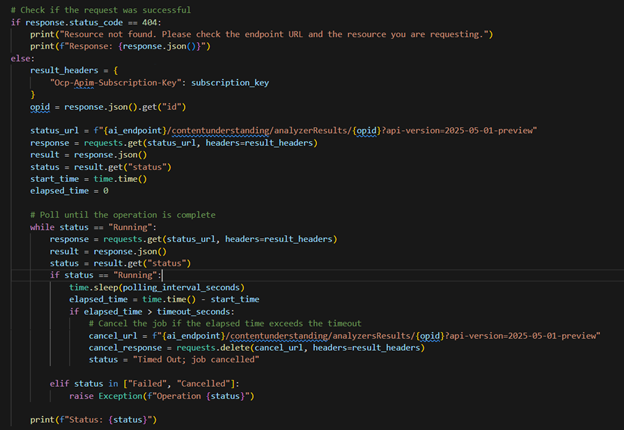 # Check if the request was successful
if response.status_code == 404:
    print("Resource not found. Please check the endpoint URL and the resource you are requesting.")
    print(f"Response: {response.json()}")
else:
    result_headers = {
        "Ocp-Apim-Subscription-Key": subscription_key
    }
    opid = response.json().get("id")

    status_url = f"{ai_endpoint}/contentunderstanding/analyzerResults/{opid}?api-version=2025-05-01-preview"
    response = requests.get(status_url, headers=result_headers)
    result = response.json()
    status = result.get("status")
    start_time = time.time()
    elapsed_time = 0

    # Poll until the operation is complete
    while status == "Running":
        response = requests.get(status_url, headers=result_headers)
        result = response.json()
        status = result.get("status")
        if status == "Running":
            time.sleep(polling_interval_seconds)
            elapsed_time = time.time() - start_time
            if elapsed_time > timeout_seconds:
                # Cancel the job if the elapsed time exceeds the timeout
                cancel_url = f"{ai_endpoint}/contentunderstanding/analyzersResults/{opid}?api-version=2025-05-01-preview"
                cancel_response = requests.delete(cancel_url, headers=result_headers)
                status = "Timed Out; job cancelled"

        elif status in ["Failed", "Cancelled"]:
            raise Exception(f"Operation {status}")

    print(f"Status: {status}")